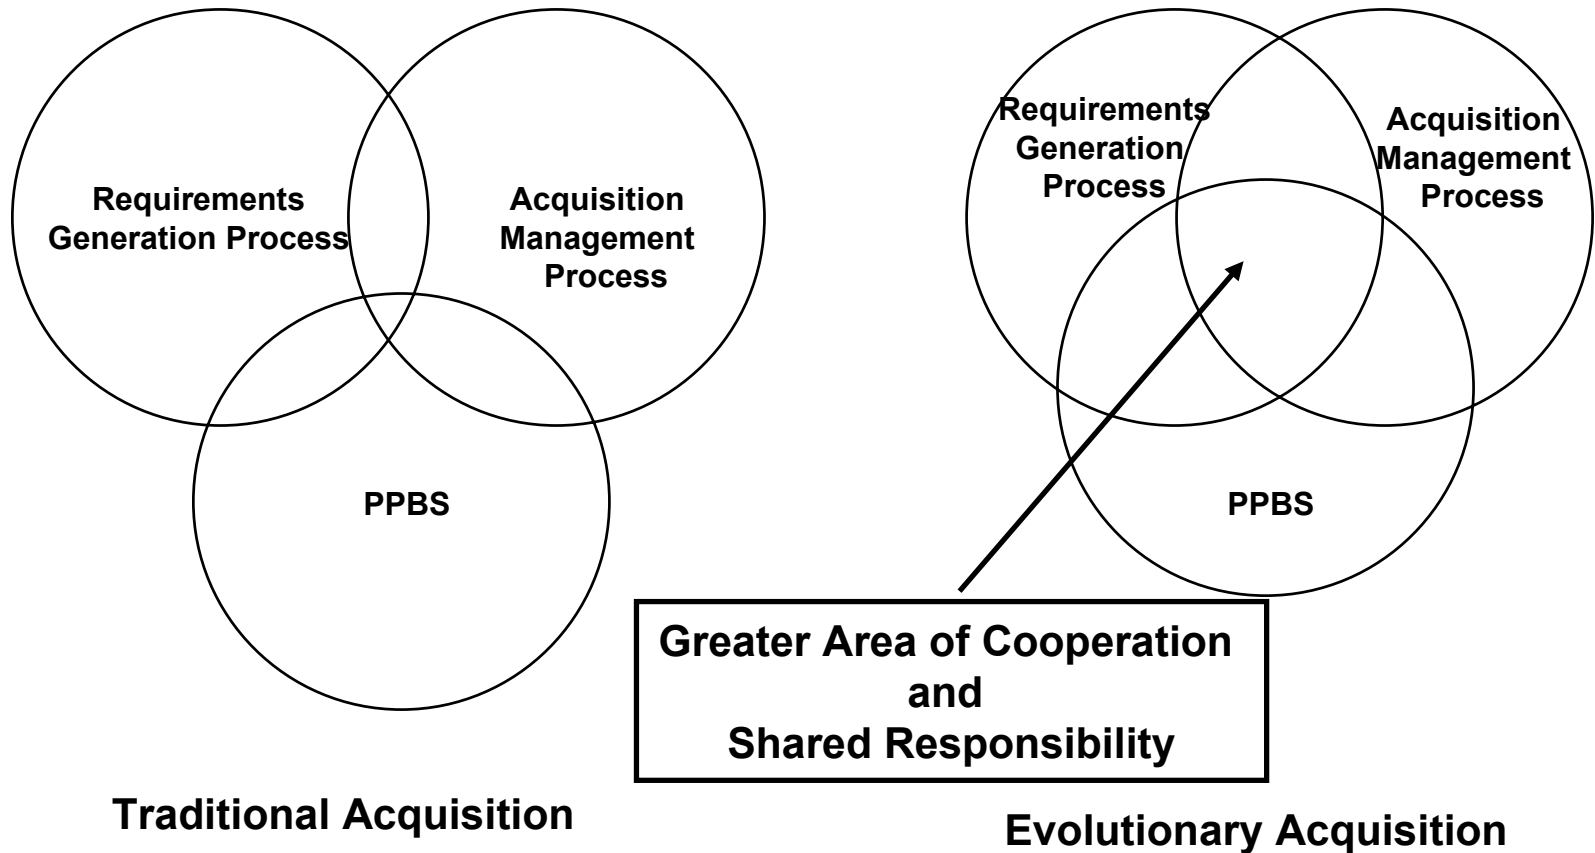 Requirements
Generation Process
Acquisition
Management
Process
PPBS
Traditional Acquisition
Requirements
Generation
Process
Acquisition
Management
Process
PPBS
Greater Area of Cooperation
and
Shared Responsibility
Evolutionary Acquisition